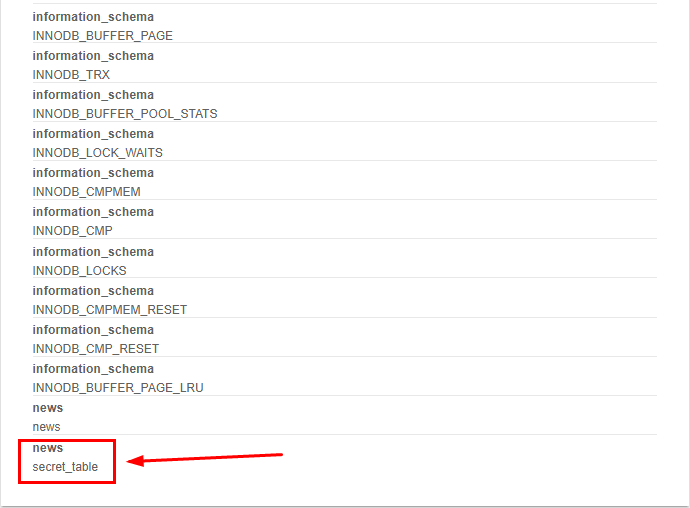 information_schema
INNODB_BUFFER_PAGE
information_schema
INNODB_TRX
information_schema
INNODB_BUFFER_POOL_STATS
information_schema
INNODB_LOCK_WAITS
information_schema
INNODB_CMPMEM
information_schema
INNODB_CMP
information_schema
INNODB_LOCKS
information_schema
INNODB_CMPMEM_RESET
information_schema
INNODB_CMP_RESET
information_schema
INNODB_BUFFER_PAGE_LRU
news
news
news
secret_table